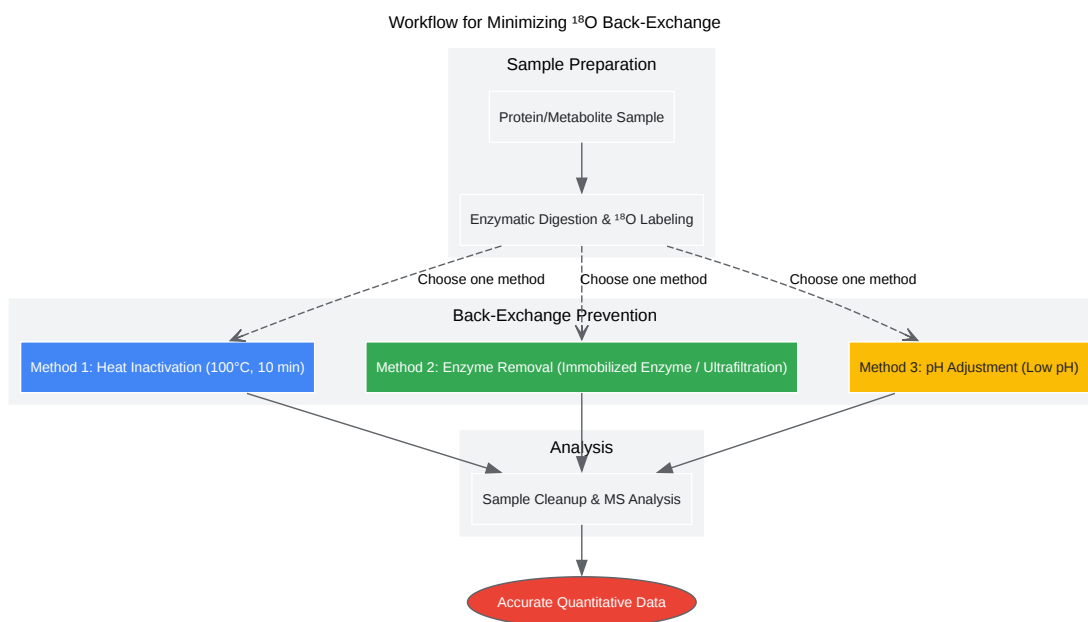 Workflow for Minimizing ¹⁸O Back-Exchange
Sample Preparation
Protein/Metabolite Sample
Enzymatic Digestion & ¹⁸O Labeling
Choose one method
Choose one method
Choose one method
Back-Exchange Prevention
Method 1: Heat Inactivation (100°C, 10 min)
Method 2: Enzyme Removal (Immobilized Enzyme / Ultrafiltration)
Method 3: pH Adjustment (Low pH)
Analysis
Sample Cleanup & MS Analysis
Accurate Quantitative Data